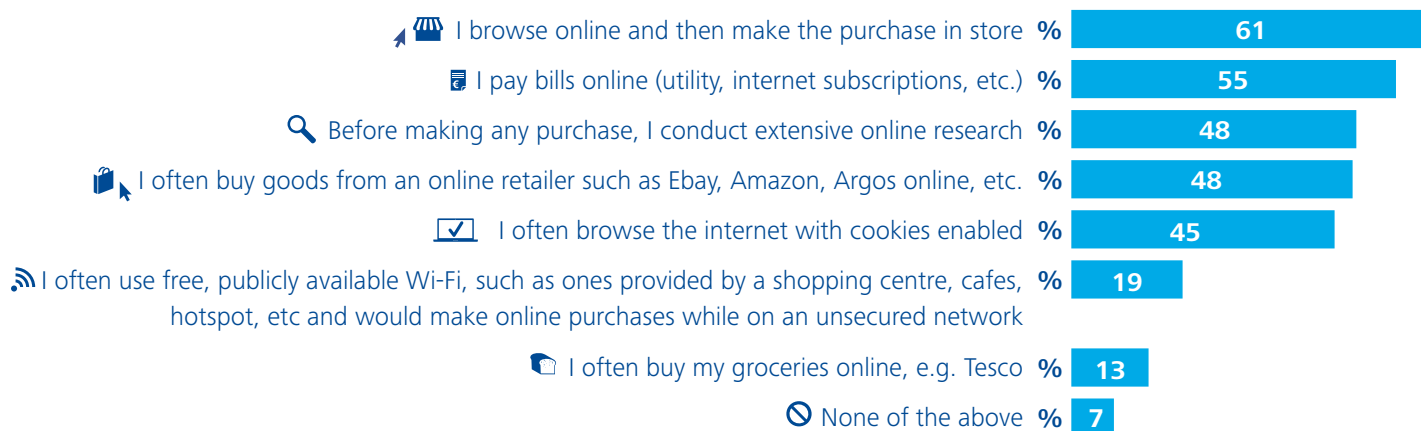 I browse online and then make the purchase in store % 61
I pay bills online (utility, internet subscriptions, etc.) % 55
Before making any purchase, I conduct extensive online research % 48
I often buy goods from an online retailer such as Ebay, Amazon, Argos online, etc. % 48
I often browse the internet with cookies enabled % 45
I often use free, publicly available Wi-Fi, such as ones provided by a shopping centre, cafes, % 19
hotspot, etc and would make online purchases while on an unsecured network
I often buy my groceries online, e.g. Tesco % 13
None of the above % 7